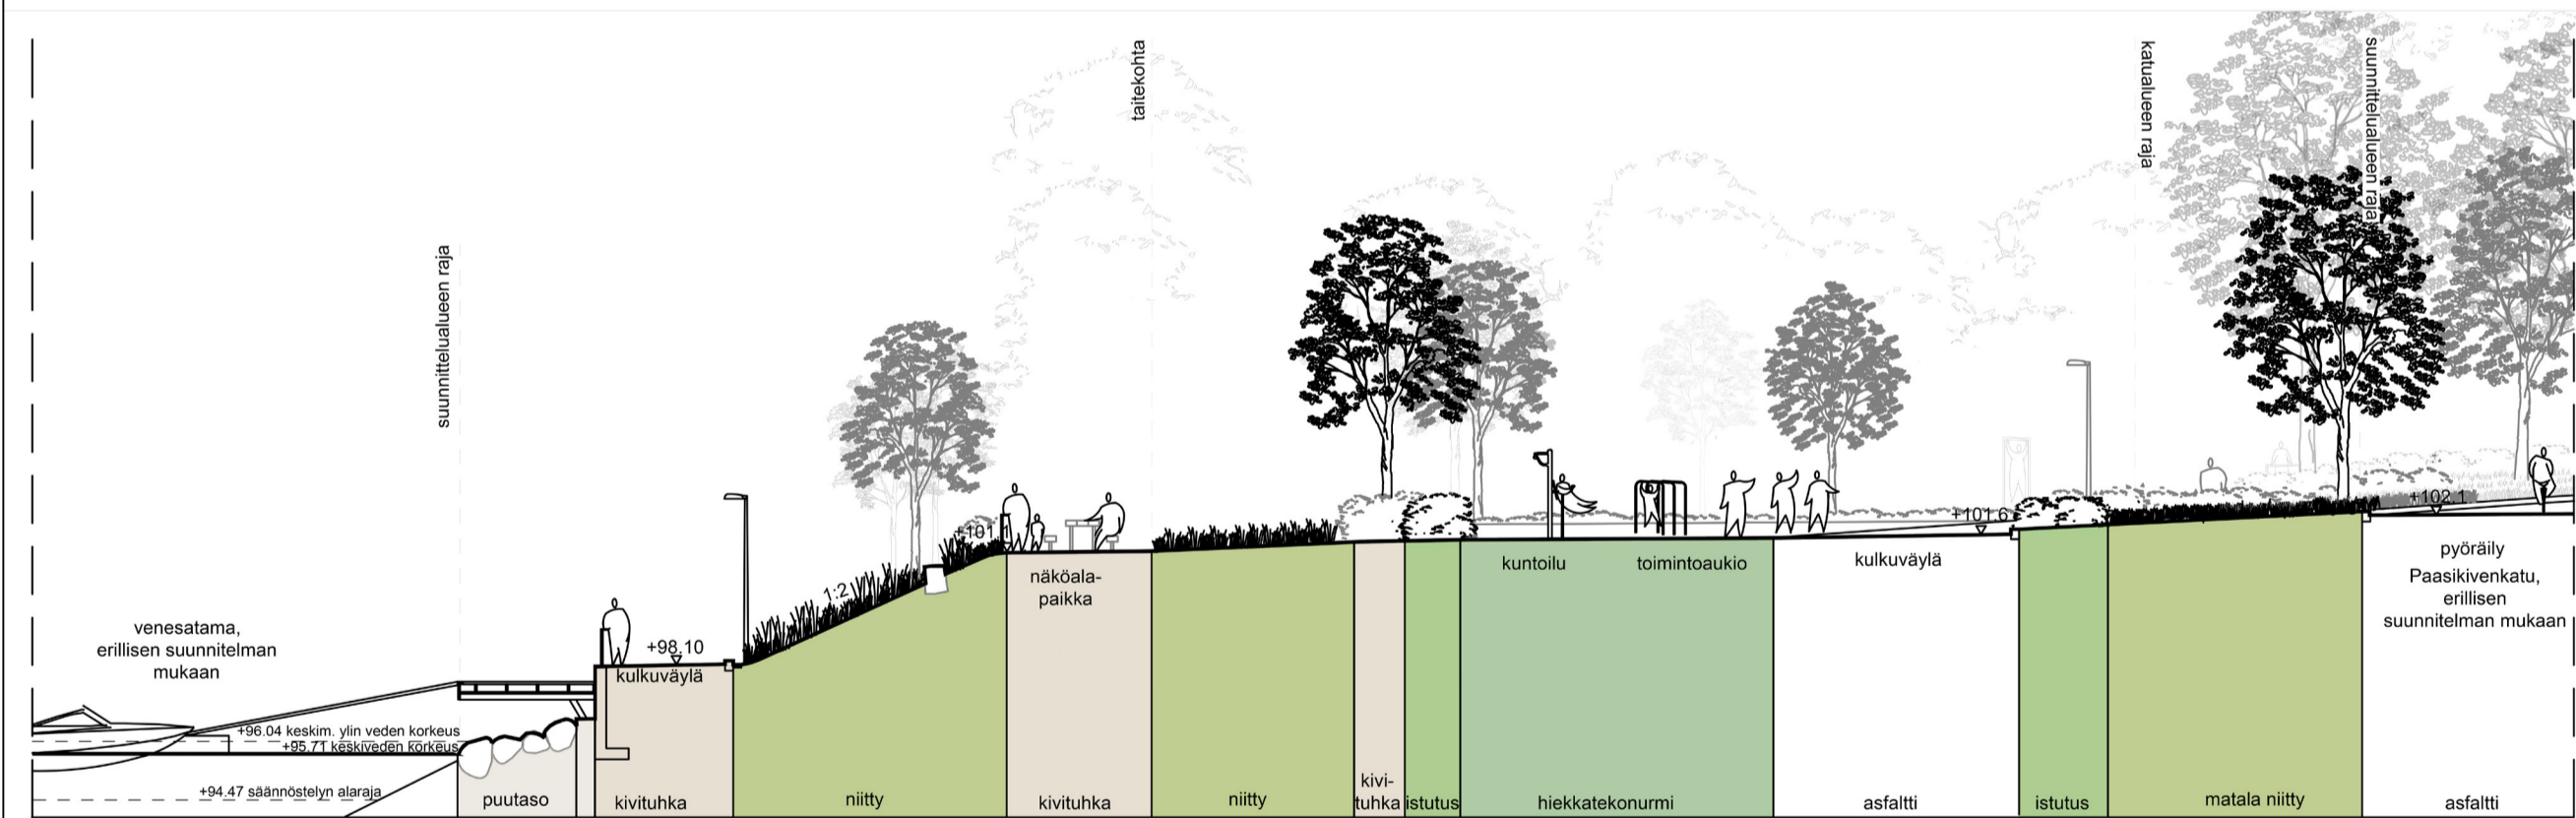 suunnittelualueen raja
taitekohta
katualueen raja
suunnittelualueen raja
venesatama,
erillisen suunnitelman
mukaan
+96.04 keskim. ylin veden korkeus
+95.71 keskiveden korkeus
+94.47 säännöstelyn alaraja
+98.10
kulkuväylä
1:2
+101.1
näköala-
paikka
kuntoilu
toimintoaukio
kulkuväylä
+101.6
+102.1
pyöräily
Paasikivenkatu,
erillisen
suunnitelman mukaan
puutaso
kivituhka
niitty
kivituhka
niitty
kivi-
tuhka
istutus
hiekkatekonurmi
asfaltti
istutus
matala niitty
asfaltti